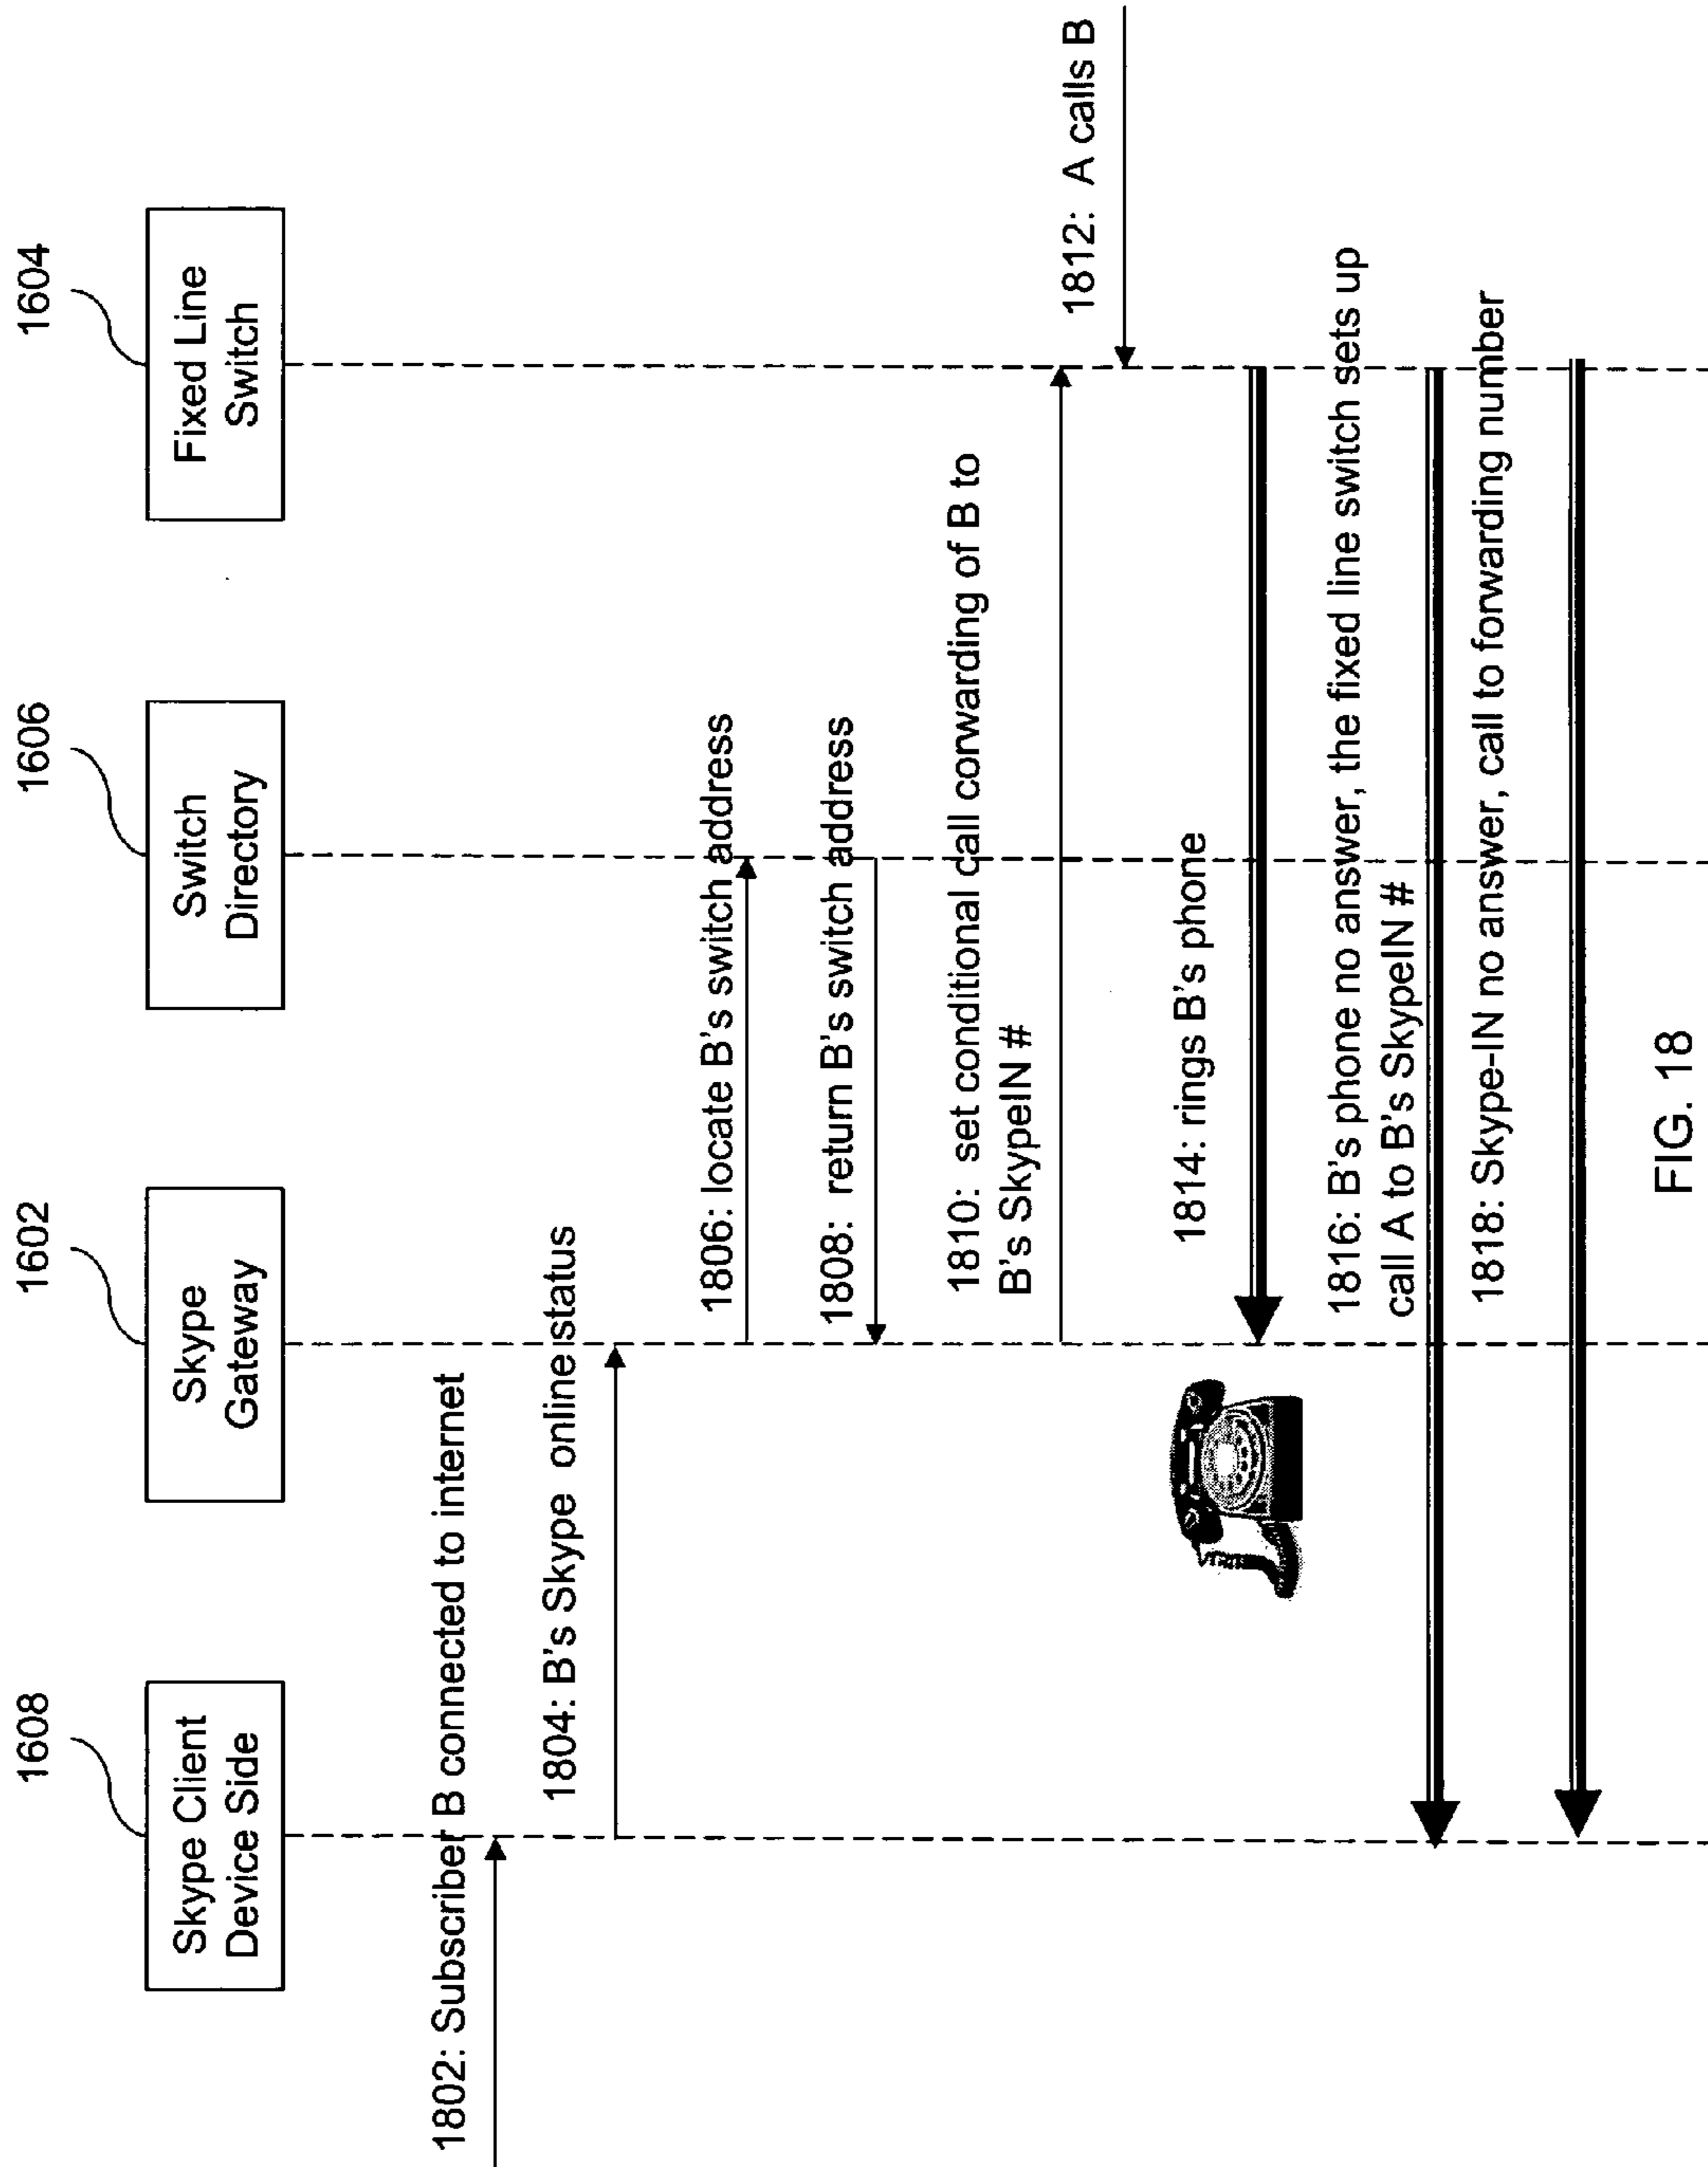 1608
1602
1606
1604
Skype Client
Device Side
Skype
Gateway
Switch
Directory
Fixed Line
Switch
1802: Subscriber B connected to internet
1804: B's Skype online status
1806: locate B's switch address
1808: return B's switch address
1810: set conditional call corwarding of B to
B's SkypeIN #
1812: A calls B
1814: rings B's phone
1816: B's phone no answer, the fixed line switch sets up
call A to B's SkypeIN #
1818: Skype-IN no answer, call to forwarding number
FIG. 18